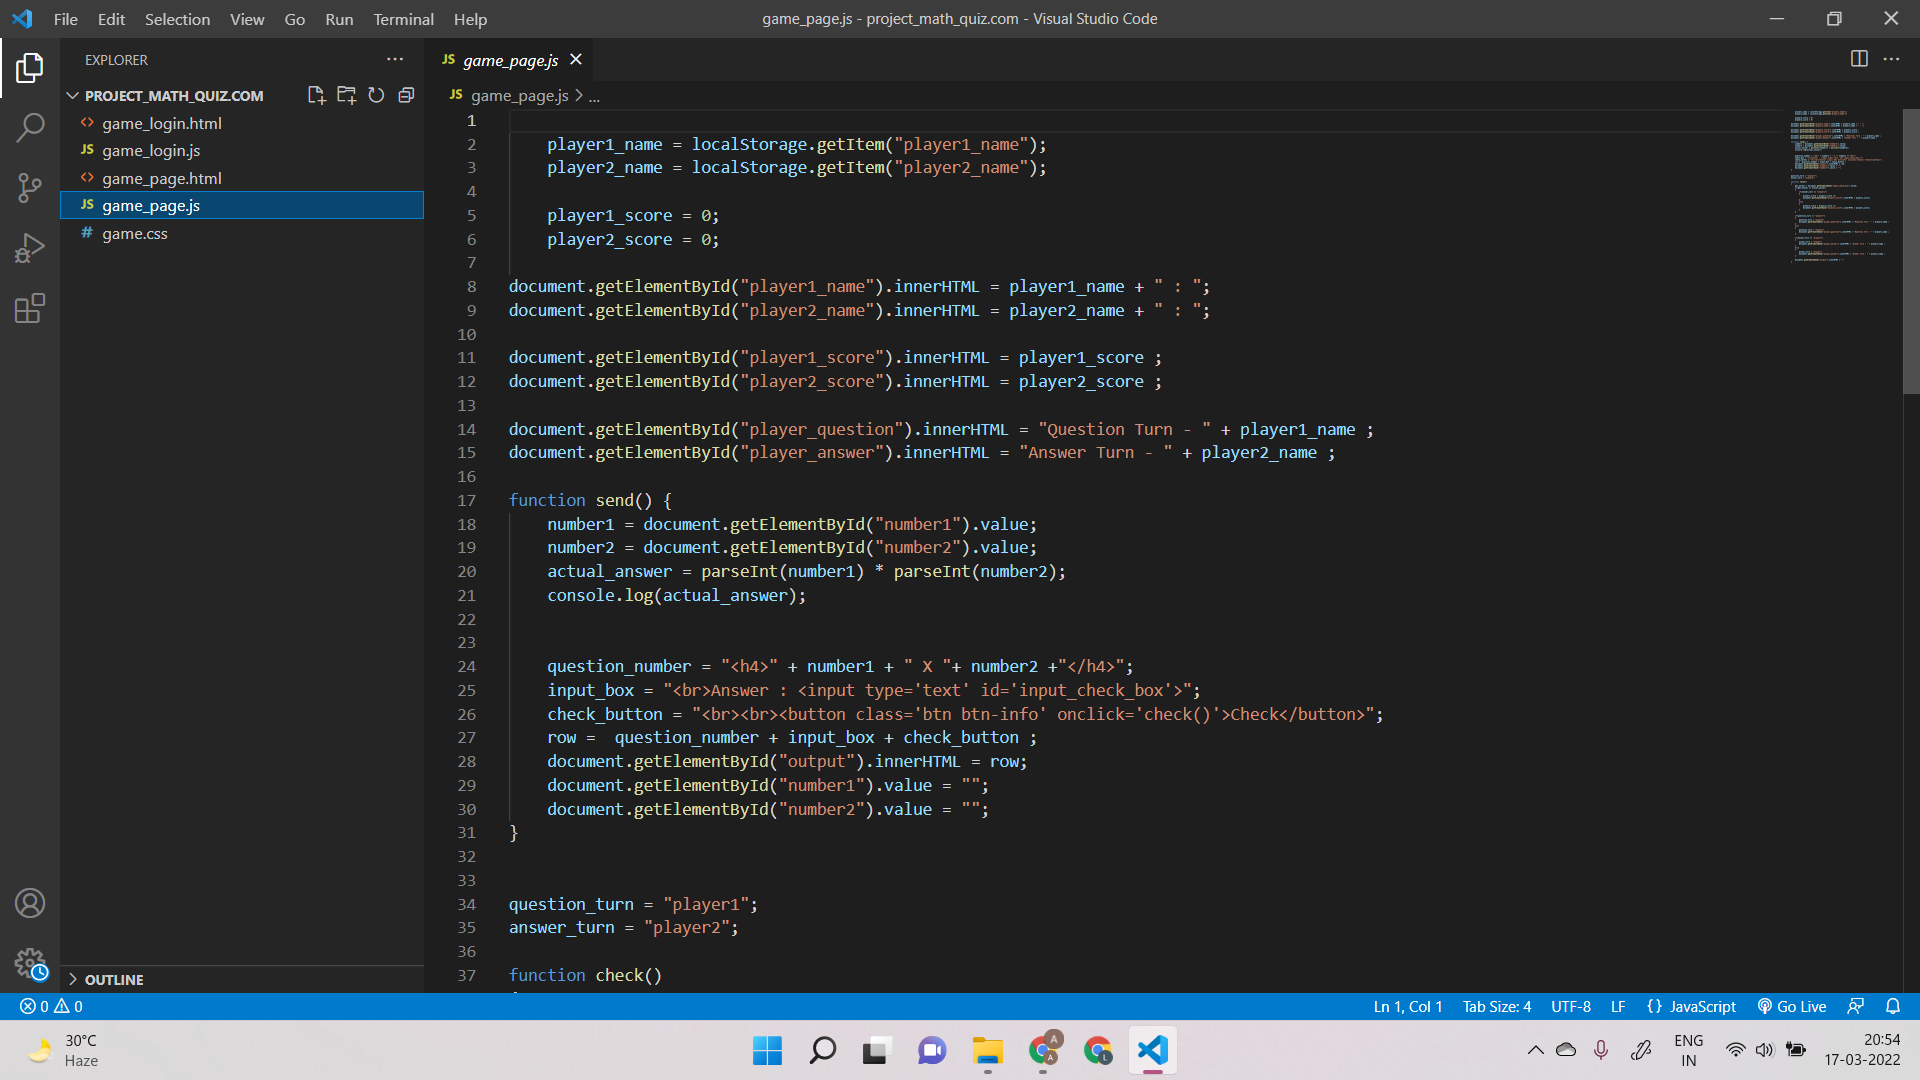 File Edit Selection View Go Run Terminal Help
game_page.js - project_math_quiz.com - Visual Studio Code
EXPLORER
PROJECT_MATH_QUIZ.COM
<> game_login.html
JS game_login.js
<> game_page.html
JS game_page.js
# game.css
OUTLINE
JS game_page.js
JS game_page.js > ...
1
2 player1_name = localStorage.getItem("player1_name");
3 player2_name = localStorage.getItem("player2_name");
4
5 player1_score = 0;
6 player2_score = 0;
7
8 document.getElementById("player1_name").innerHTML = player1_name + " : ";
9 document.getElementById("player2_name").innerHTML = player2_name + " : ";
10
11 document.getElementById("player1_score").innerHTML = player1_score ;
12 document.getElementById("player2_score").innerHTML = player2_score ;
13
14 document.getElementById("player_question").innerHTML = "Question Turn - " + player1_name ;
15 document.getElementById("player_answer").innerHTML = "Answer Turn - " + player2_name ;
16
17 function send() {
18 number1 = document.getElementById("number1").value;
19 number2 = document.getElementById("number2").value;
20 actual_answer = parseInt(number1) * parseInt(number2);
21 console.log(actual_answer);
22
23
24 question_number = "<h4>" + number1 + " X "+ number2 +"</h4>";
25 input_box = "<br>Answer : <input type='text' id='input_check_box'>";
26 check_button = "<br><br><button class='btn btn-info' onclick='check()'>Check</button>";
27 row =  question_number + input_box + check_button ;
28 document.getElementById("output").innerHTML = row;
29 document.getElementById("number1").value = "";
30 document.getElementById("number2").value = "";
31 }
32
33
34 question_turn = "player1";
35 answer_turn = "player2";
36
37 function check()
0 0
Ln 1, Col 1 Tab Size: 4 UTF-8 LF {} JavaScript Go Live
30°C
Haze
A
A
L
ENG
IN
20:54
17-03-2022